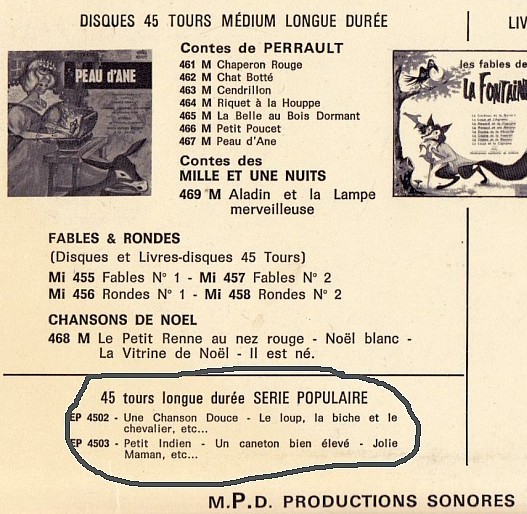 DISQUES 45 TOURS MÉDIUM LONGUE DURÉE
LIV
PEAU d'ANE
Contes de PERRAULT
461 M Chaperon Rouge
462 M Chat Botté
463 M Cendrillon
464 M Riquet à la Houppe
465 M La Belle au Bois Dormant
466 M Petit Poucet
467 M Peau d'Ane
Contes des
MILLE ET UNE NUITS
469 M Aladin et la Lampe
merveilleuse
les fables de
LA FONTAINE
FABLES & RONDES
(Disques et Livres-disques 45 Tours)
Mi 455 Fables N° 1 - Mi 457 Fables N° 2
Mi 456 Rondes N° 1 - Mi 458 Rondes N° 2
CHANSONS DE NOEL
468 M Le Petit Renne au nez rouge - Noël blanc -
La Vitrine de Noël - Il est né.
45 tours longue durée SERIE POPULAIRE
EP 4502 - Une Chanson Douce - Le loup, la biche et le
chevalier, etc...
EP 4503 - Petit Indien - Un caneton bien élevé - Jolie
Maman, etc...
M.P.D. PRODUCTIONS SONORES